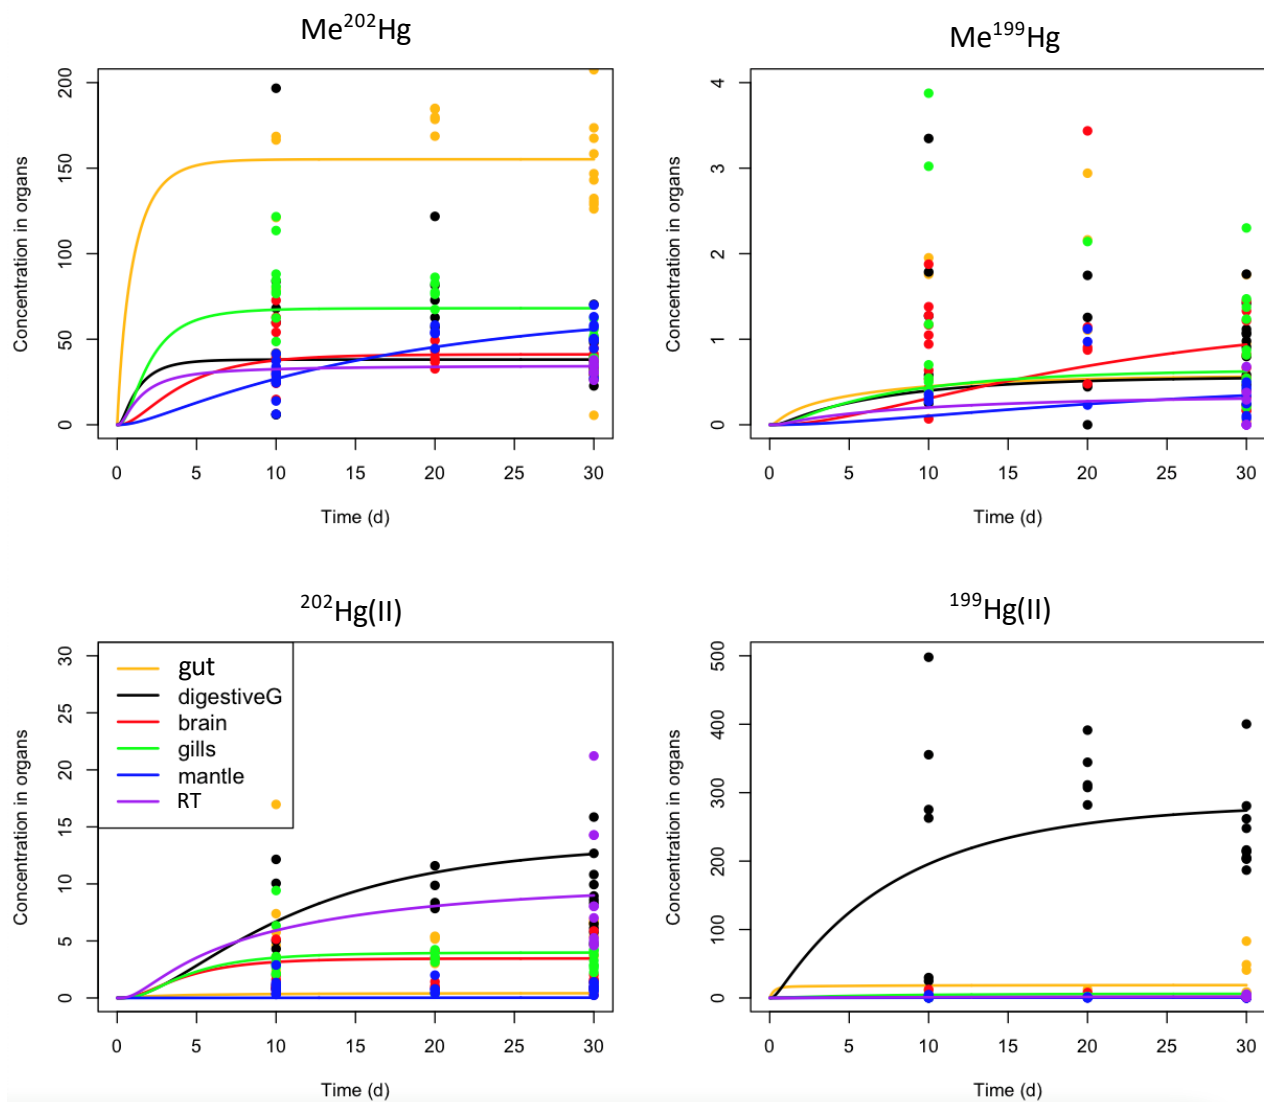 Me²⁰²Hg
Concentration in organs
200
150
100
50
0
0 5 10 15 20 25 30
Time (d)
Me¹⁹⁹Hg
Concentration in organs
4
3
2
1
0
0 5 10 15 20 25 30
Time (d)
²⁰²Hg(II)
Concentration in organs
30
25
20
15
10
5
0
gut
digestiveG
brain
gills
mantle
RT
0 5 10 15 20 25 30
Time (d)
¹⁹⁹Hg(II)
Concentration in organs
500
400
300
200
100
0
0 5 10 15 20 25 30
Time (d)